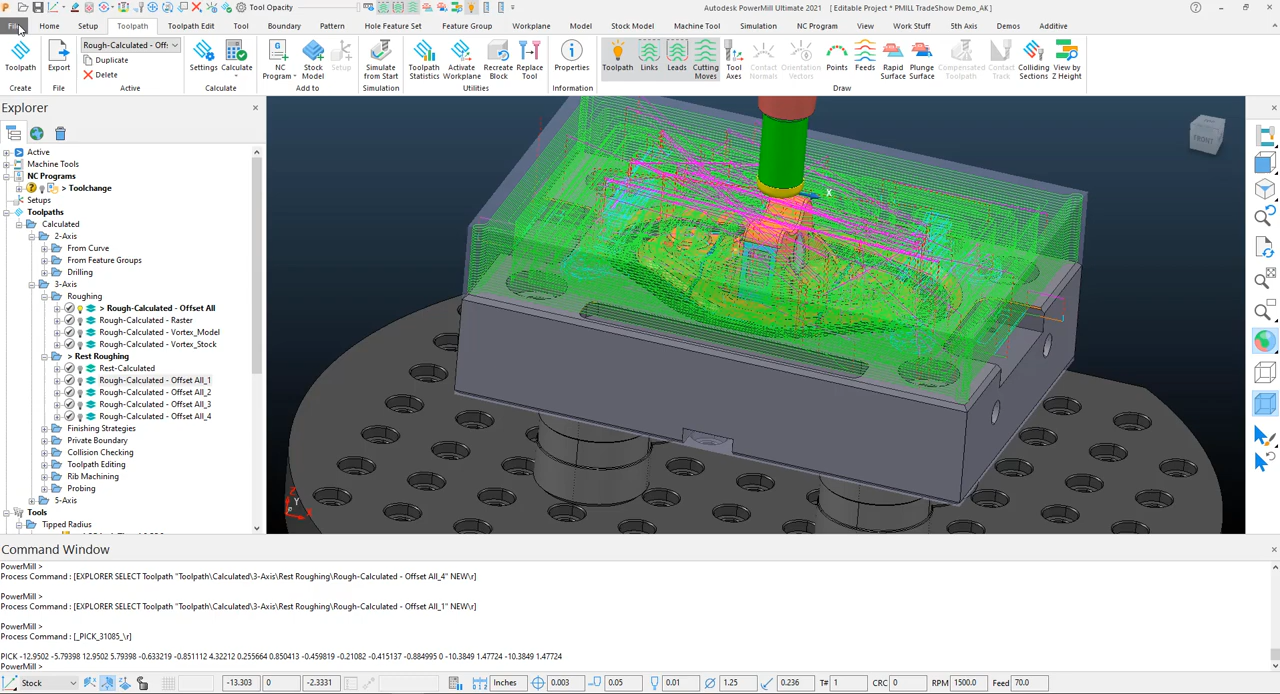 Autodesk PowerMill Ultimate 2021 - [ Editable Project * PMILL TradeShow Demo_AK ]
Tool Opacity
File Home Setup Toolpath Toolpath Edit Tool Boundary Pattern Hole Feature Set Feature Group Workplane Model Stock Model Machine Tool Simulation NC Program View Work Stuff 5th Axis Demos Additive
Toolpath
Create
Export
File
Rough-Calculated - Off:
Duplicate
Delete
Active
Settings
Calculate
Calculate
NC Program
Stock Model
Setup
Add to
Simulate from Start
Simulation
Toolpath Statistics
Activate Workplane
Recreate Block
Replace Tool
Utilities
Properties
Information
Toolpath
Links
Leads
Cutting Moves
Tool Axes
Contact Normals
Orientation Vectors
Points
Feeds
Rapid Surface
Plunge Surface
Compensated Toolpath
Contact Track
Colliding Sections
View by Z Height
Draw
Explorer
Active
Machine Tools
NC Programs
> Toolchange
Setups
Toolpaths
Calculated
2-Axis
From Curve
From Feature Groups
Drilling
3-Axis
Roughing
> Rough-Calculated - Offset All
Rough-Calculated - Raster
Rough-Calculated - Vortex_Model
Rough-Calculated - Vortex_Stock
> Rest Roughing
Rest-Calculated
Rough-Calculated - Offset All_1
Rough-Calculated - Offset All_2
Rough-Calculated - Offset All_3
Rough-Calculated - Offset All_4
Finishing Strategies
Private Boundary
Collision Checking
Toolpath Editing
Rib Machining
Probing
5-Axis
Tools
Tipped Radius
FRONT
X
Y
Command Window
PowerMill >
Process Command : [EXPLORER SELECT Toolpath "Toolpath\Calculated\3-Axis\Rest Roughing\Rough-Calculated - Offset All_4" NEW\r]
PowerMill >
Process Command : [EXPLORER SELECT Toolpath "Toolpath\Calculated\3-Axis\Rest Roughing\Rough-Calculated - Offset All_1" NEW\r]
PowerMill >
Process Command : [_PICK_31085_\r]
PICK -12.9502 -5.79398 12.9502 5.79398 -0.633219 -0.851112 4.32212 0.255664 0.850413 -0.459819 -0.21082 -0.415137 -0.884995 0 -10.3849 1.47724 -10.3849 1.47724
PowerMill >
Stock -13.303 0 -2.3331 Inches 0.003 0.05 0.01 1.25 0.236 T# 1 CRC 0 RPM 1500.0 Feed 70.0